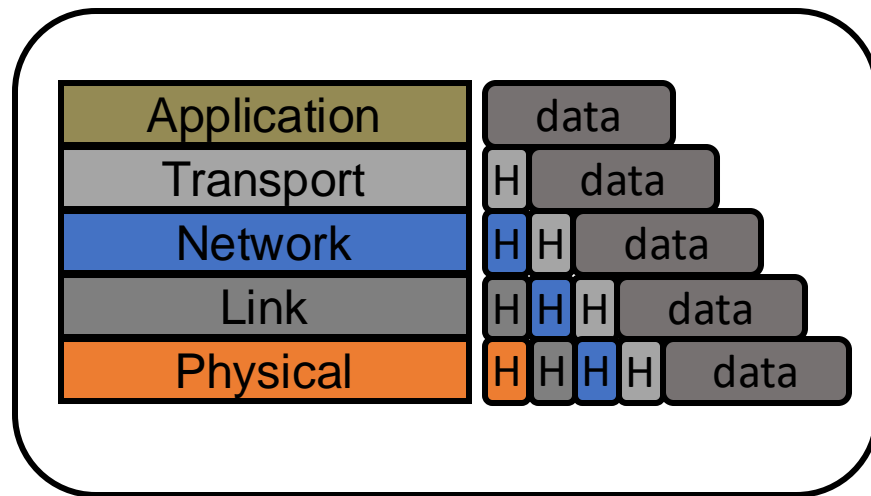 Application data
Transport H data
Network H H data
Link H H H data
Physical H H H H data